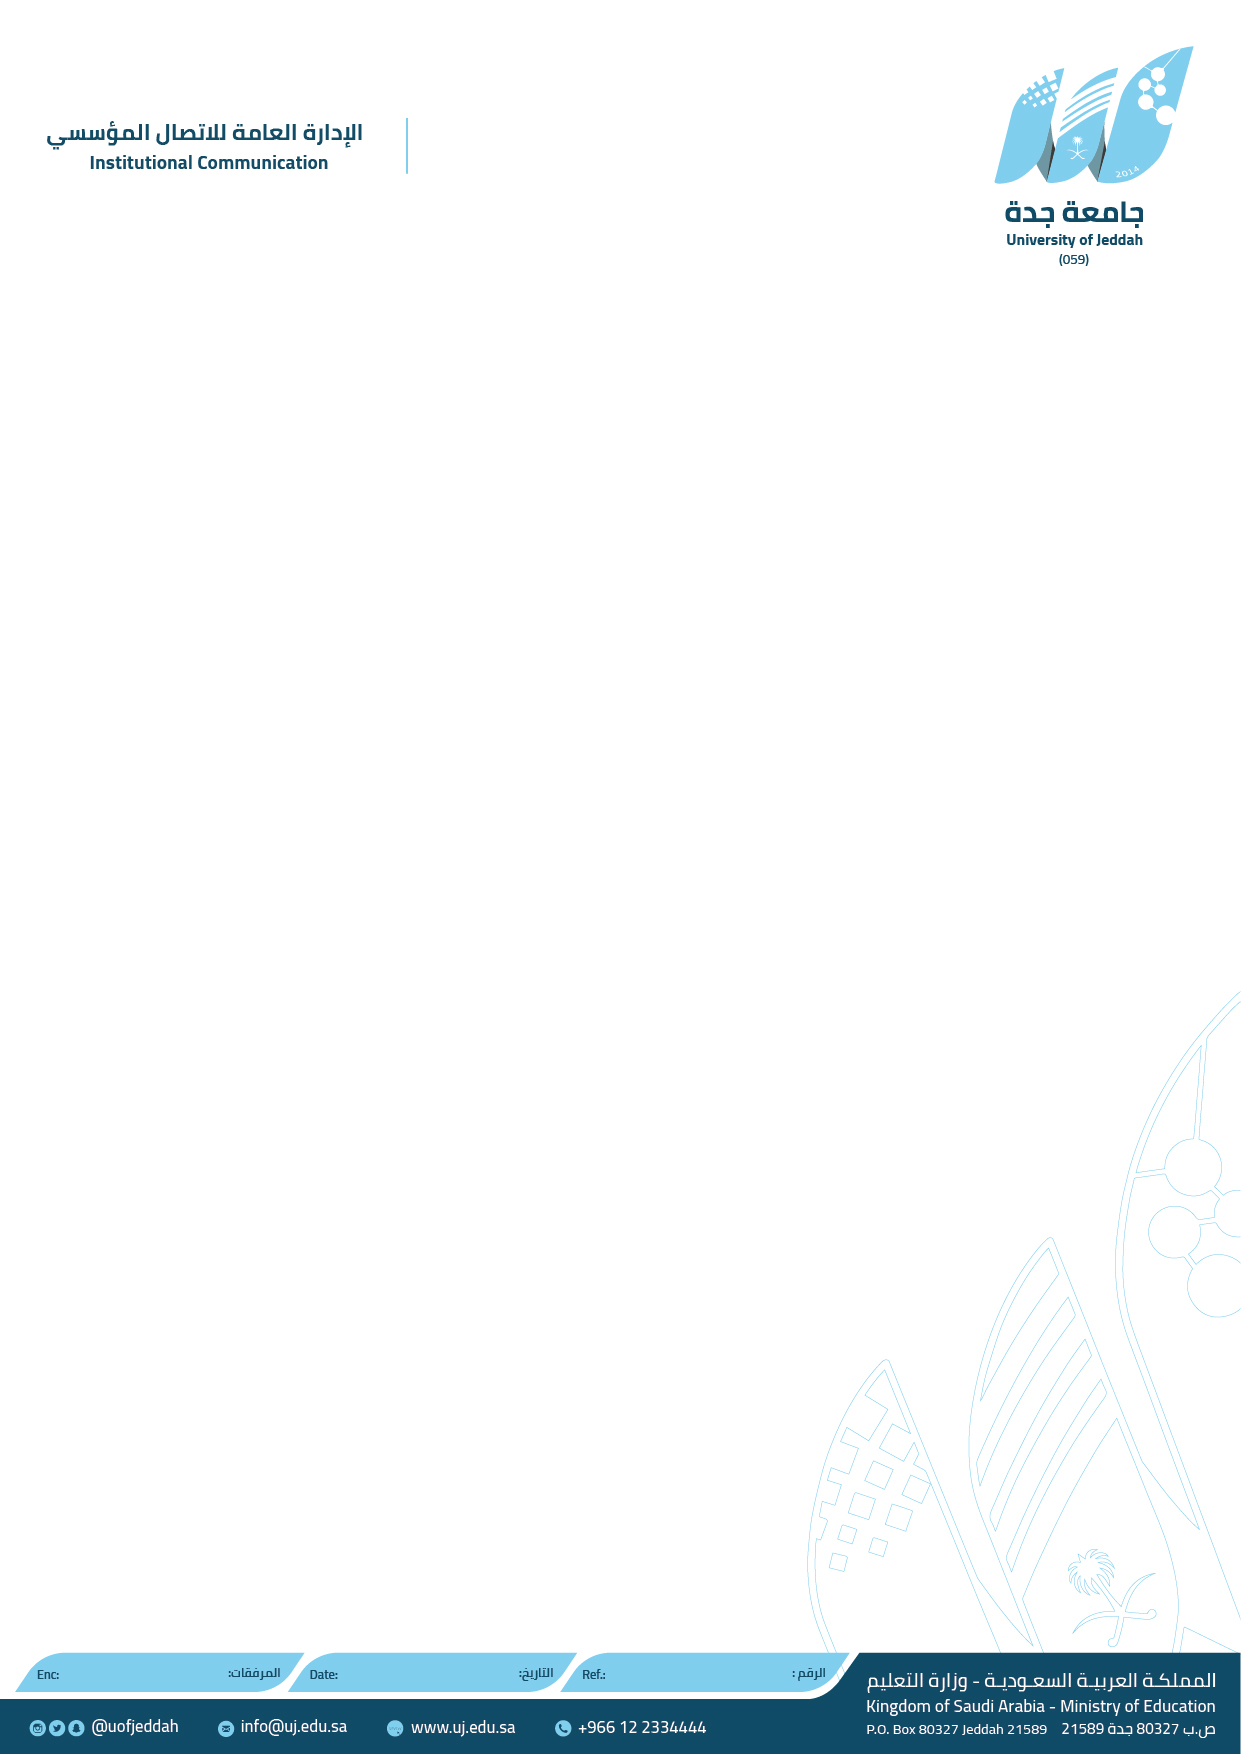 الإدارة العامة للاتصال المؤسسي
Institutional Communication
2014
جامعة جدة
University of Jeddah
(059)
Enc: المرفقات:
Date: التاريخ:
Ref.: الرقم :
المملكـة العربيـة السعـوديـة - وزارة التعليم
Kingdom of Saudi Arabia - Ministry of Education
P.O. Box 80327 Jeddah 21589 ص.ب 80327 جدة 21589
@uofjeddah
info@uj.edu.sa
www.uj.edu.sa
+966 12 2334444